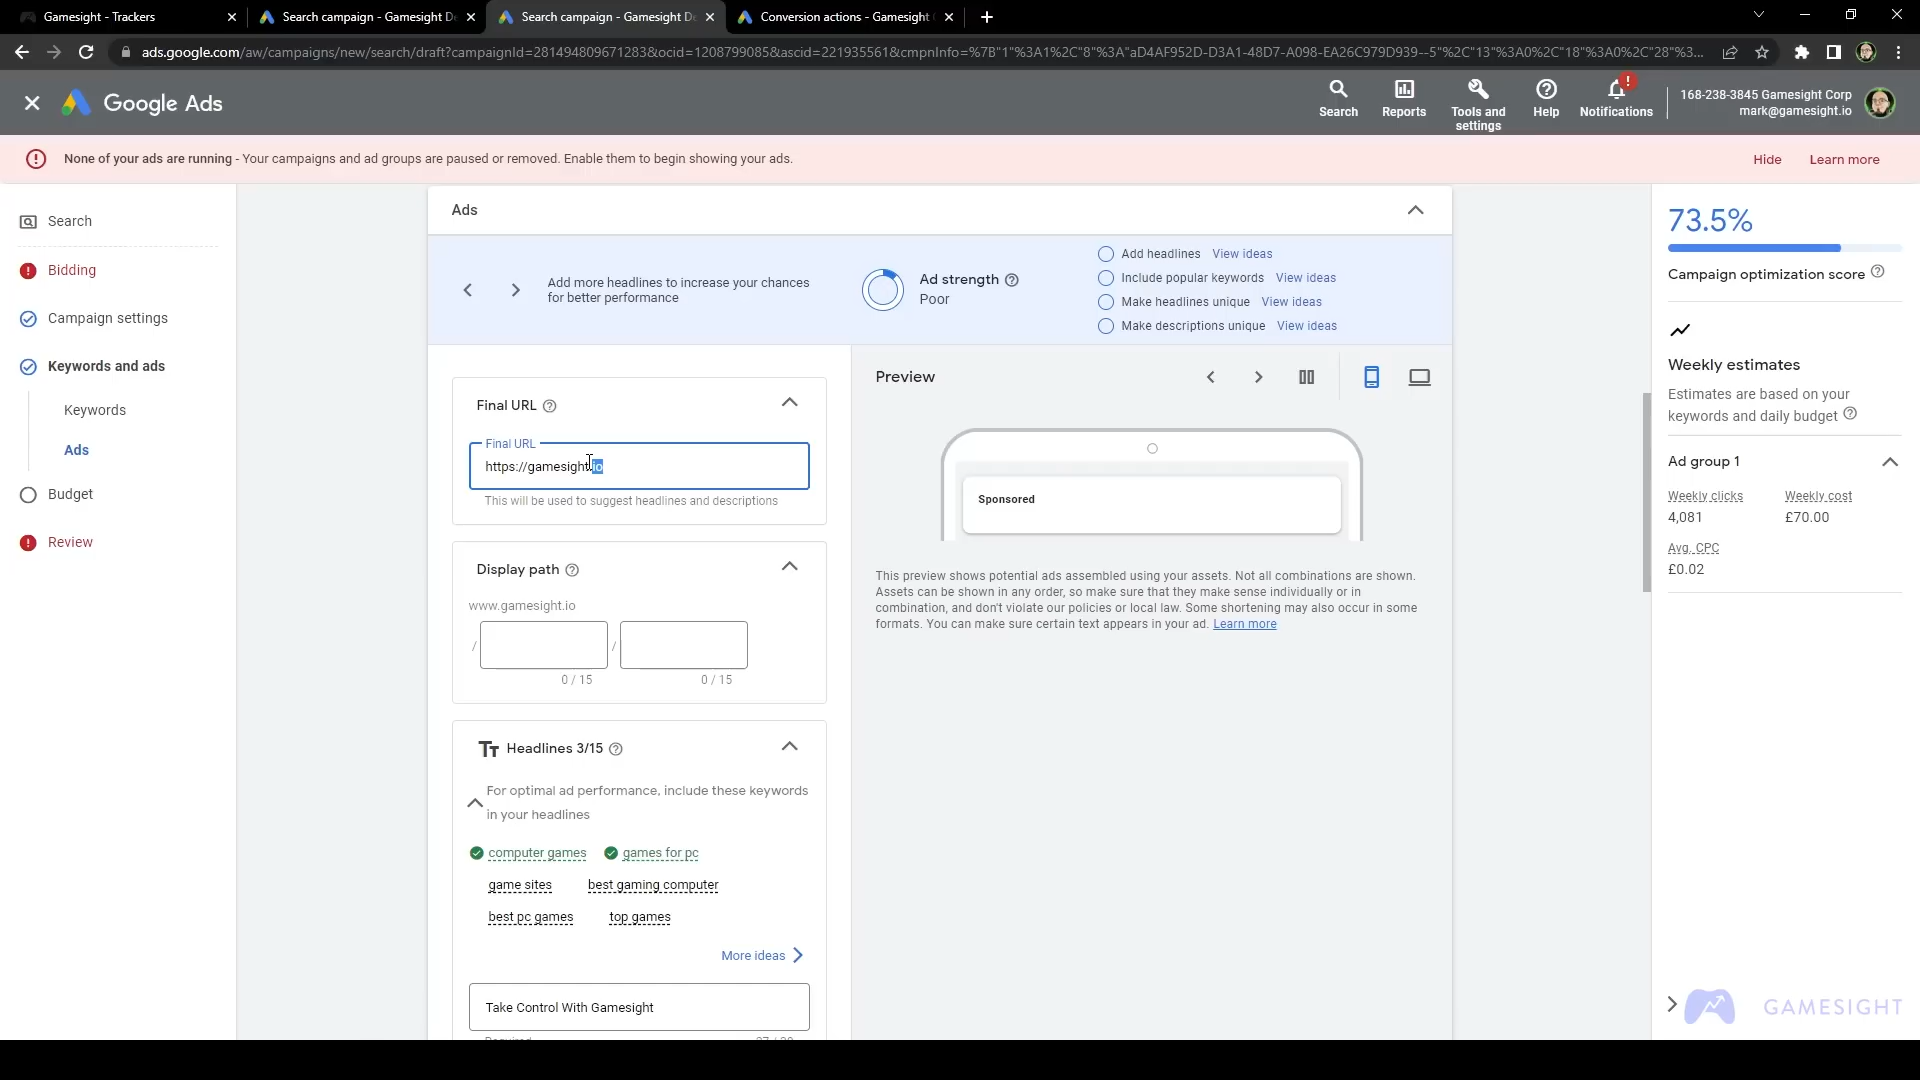 Gamesight - Trackers
Search campaign - Gamesight De
Search campaign - Gamesight De
Conversion actions - Gamesight
ads.google.com/aw/campaigns/new/search/draft?campaignId=281494809671283&ocid=1208799085&ascid=221935561&cmpnInfo=%7B"1"%3A1%2C"8"%3A"aD4AF952D-D3A1-48D7-A098-EA26C979D939--5"%2C"13"%3A0%2C"18"%3A0%2C"28"%3...
Google Ads
Search
Reports
Tools and
settings
Help
Notifications
168-238-3845 Gamesight Corp
mark@gamesight.io
None of your ads are running - Your campaigns and ad groups are paused or removed. Enable them to begin showing your ads.
Hide
Learn more
Search
Bidding
Campaign settings
Keywords and ads
Keywords
Ads
Budget
Review
Ads
Add more headlines to increase your chances
for better performance
Ad strength
Poor
Add headlines View ideas
Include popular keywords View ideas
Make headlines unique View ideas
Make descriptions unique View ideas
Final URL
Final URL
https://gamesight.io
This will be used to suggest headlines and descriptions
Display path
www.gamesight.io
/ /
0 / 15 0 / 15
Headlines 3/15
For optimal ad performance, include these keywords
in your headlines
computer games games for pc
game sites best gaming computer
best pc games top games
More ideas
Take Control With Gamesight
Preview
Sponsored
This preview shows potential ads assembled using your assets. Not all combinations are shown.
Assets can be shown in any order, so make sure that they make sense individually or in
combination, and don't violate our policies or local law. Some shortening may also occur in some
formats. You can make sure certain text appears in your ad. Learn more
73.5%
Campaign optimization score
Weekly estimates
Estimates are based on your
keywords and daily budget
Ad group 1
Weekly clicks Weekly cost
4,081 £70.00
Avg. CPC
£0.02
GAMESIGHT